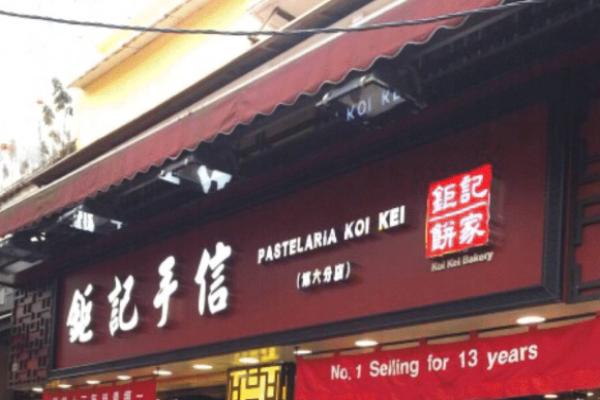 KOI KEI
鉅記手信
PASTELARIA KOI KEI
(第六分店)
鉅記
餅家
Koi Kei Bakery
No. 1 Selling for 13 years